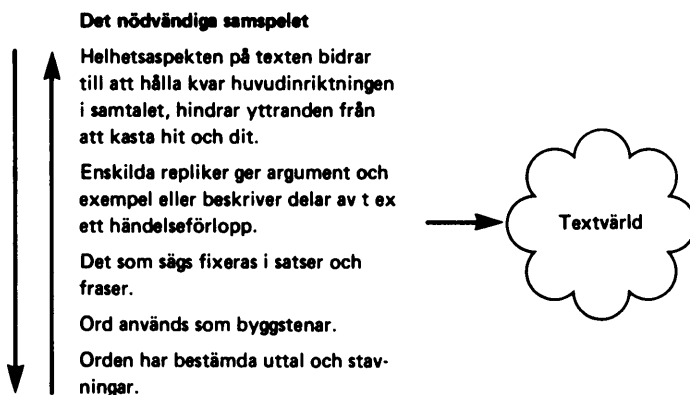 Det nödvändiga samspelet
Helhetsaspekten på texten bidrar
till att hålla kvar huvudinriktningen
i samtalet, hindrar yttranden från
att kasta hit och dit.
Enskilda repliker ger argument och
exempel eller beskriver delar av t ex
ett händelseförlopp.
Det som sägs fixeras i satser och
fraser.
Ord används som byggstenar.
Orden har bestämda uttal och stav-
ningar.
Textvärld